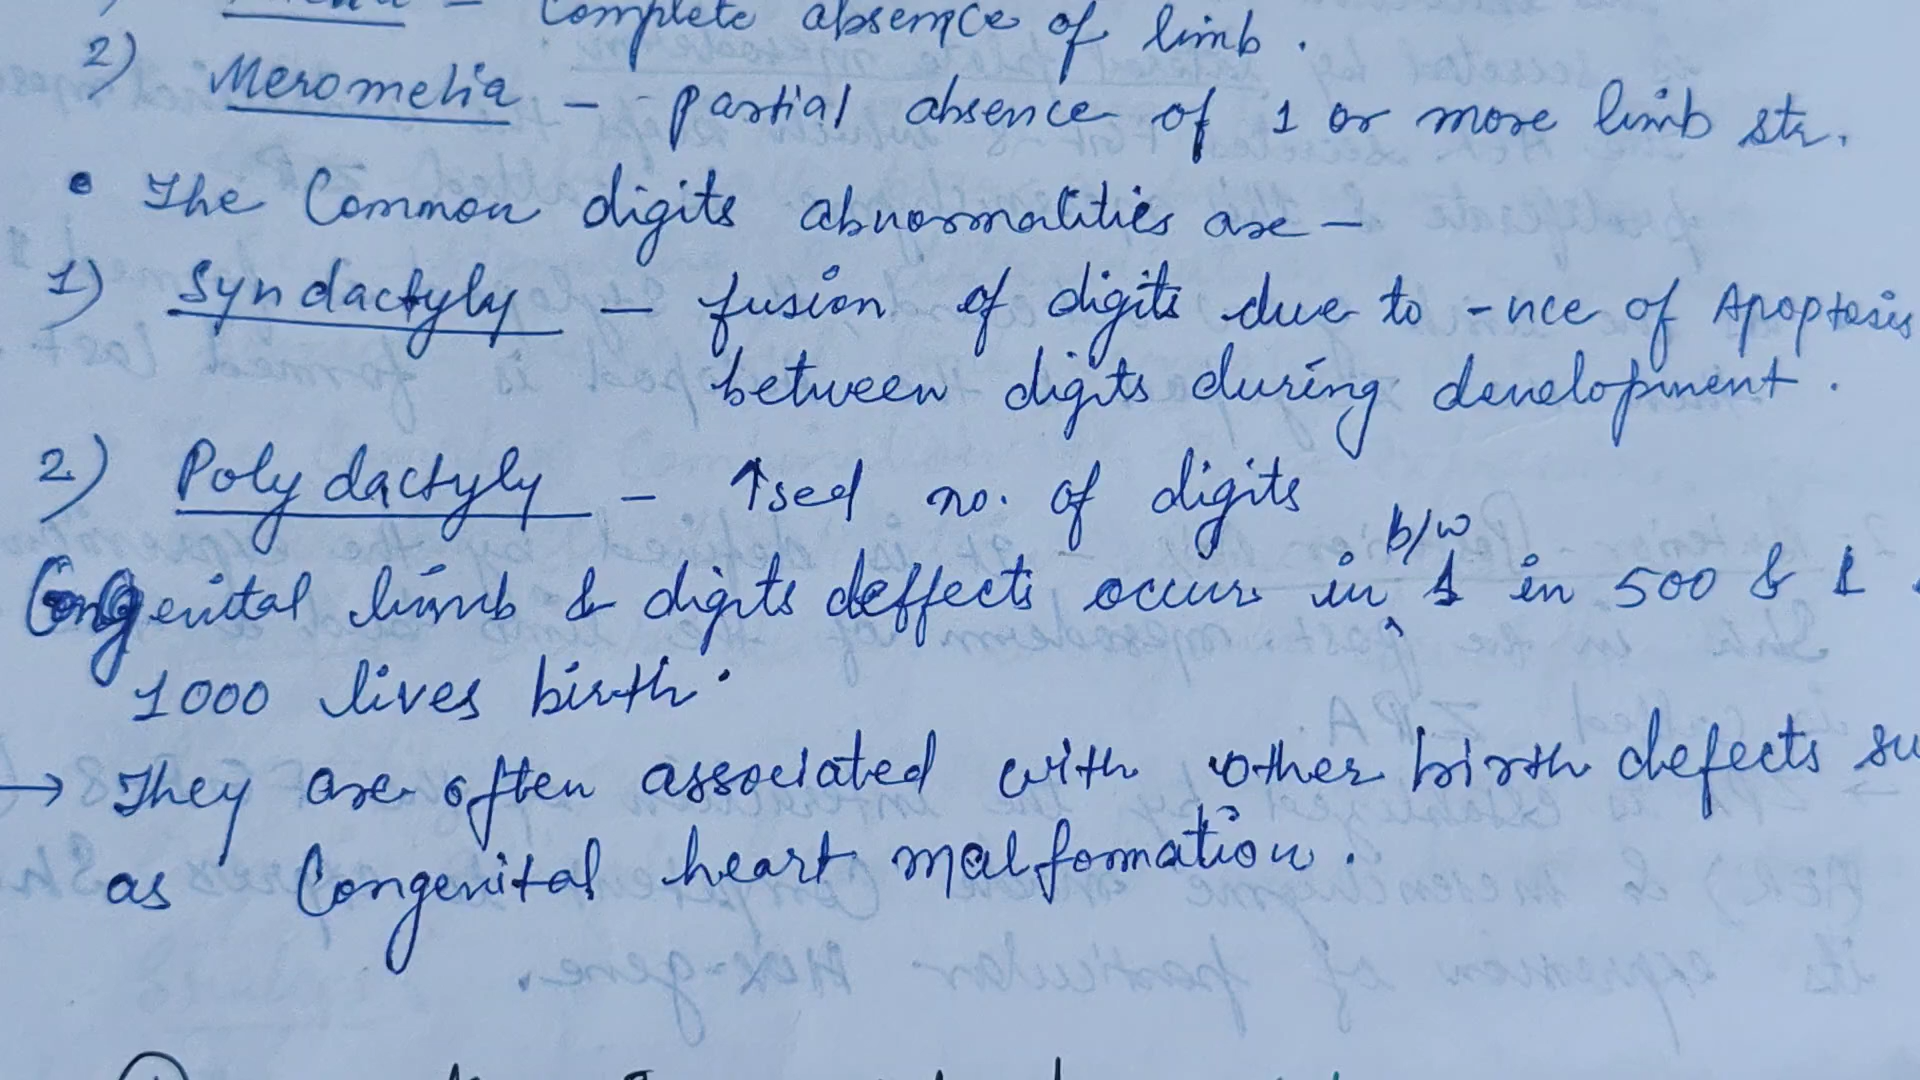 — Complete absence of limb.
2) Meromelia — partial absence of 1 or more limb str.
• The Common digits abnormalities are —
1) Syndactyly — fusion of digits due to -nce of Apoptosis
between digits during development.
2) Polydactyly — ↑sed no. of digits
Congenital limb & digits deffects occurs in b/w 1 in 500 & 1
1000 lives birth.
→ They are often associated with other birth defects su
as Congenital heart malformation.